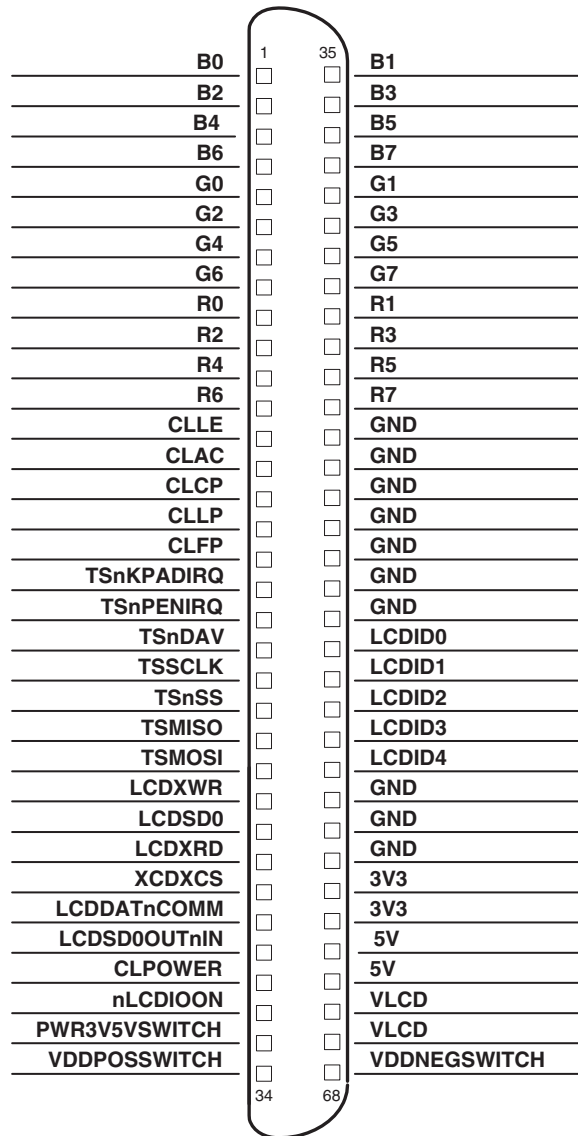 1 35
B0 B1
B2 B3
B4 B5
B6 B7
G0 G1
G2 G3
G4 G5
G6 G7
R0 R1
R2 R3
R4 R5
R6 R7
CLLE GND
CLAC GND
CLCP GND
CLLP GND
CLFP GND
TSnKPADIRQ GND
TSnPENIRQ GND
TSnDAV LCDID0
TSSCLK LCDID1
TSnSS LCDID2
TSMISO LCDID3
TSMOSI LCDID4
LCDXWR GND
LCDSD0 GND
LCDXRD GND
XCDXCS 3V3
LCDDATnCOMM 3V3
LCDSD0OUTnIN 5V
CLPOWER 5V
nLCDIOON VLCD
PWR3V5VSWITCH VLCD
VDDPOSSWITCH VDDNEGSWITCH
34 68